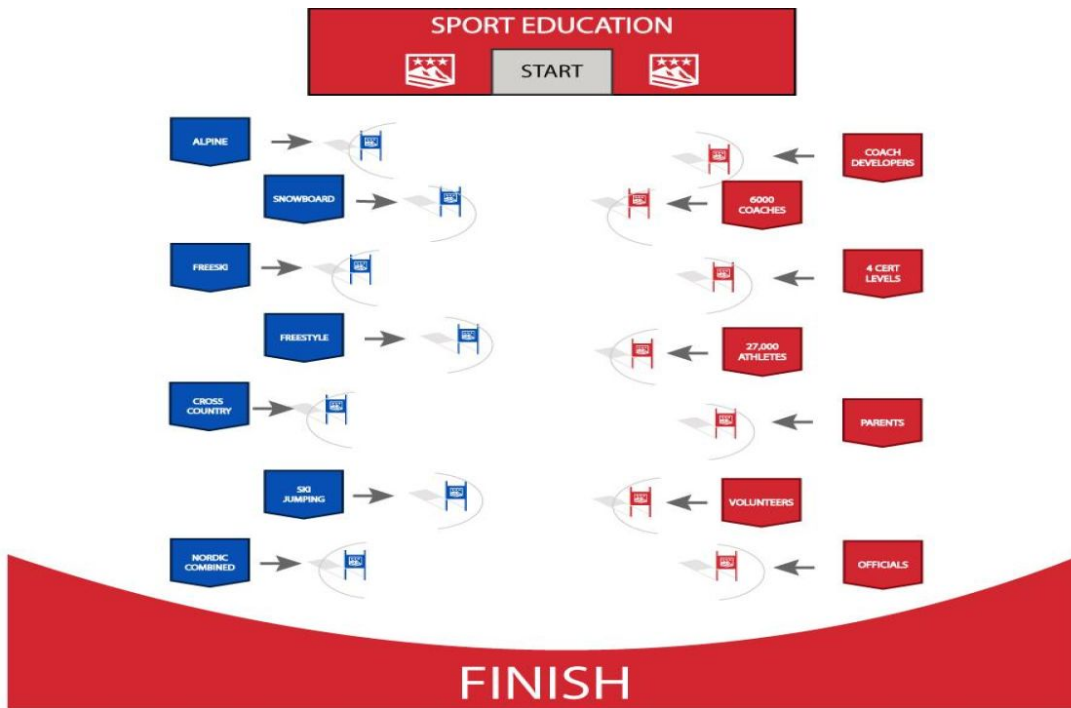 SPORT EDUCATION
START
ALPINE
SNOWBOARD
FREESKI
FREESTYLE
CROSS
COUNTRY
SKI
JUMPING
NORDIC
COMBINED
COACH
DEVELOPERS
6000
COACHES
4 CERT
LEVELS
27,000
ATHLETES
PARENTS
VOLUNTEERS
OFFICIALS
FINISH